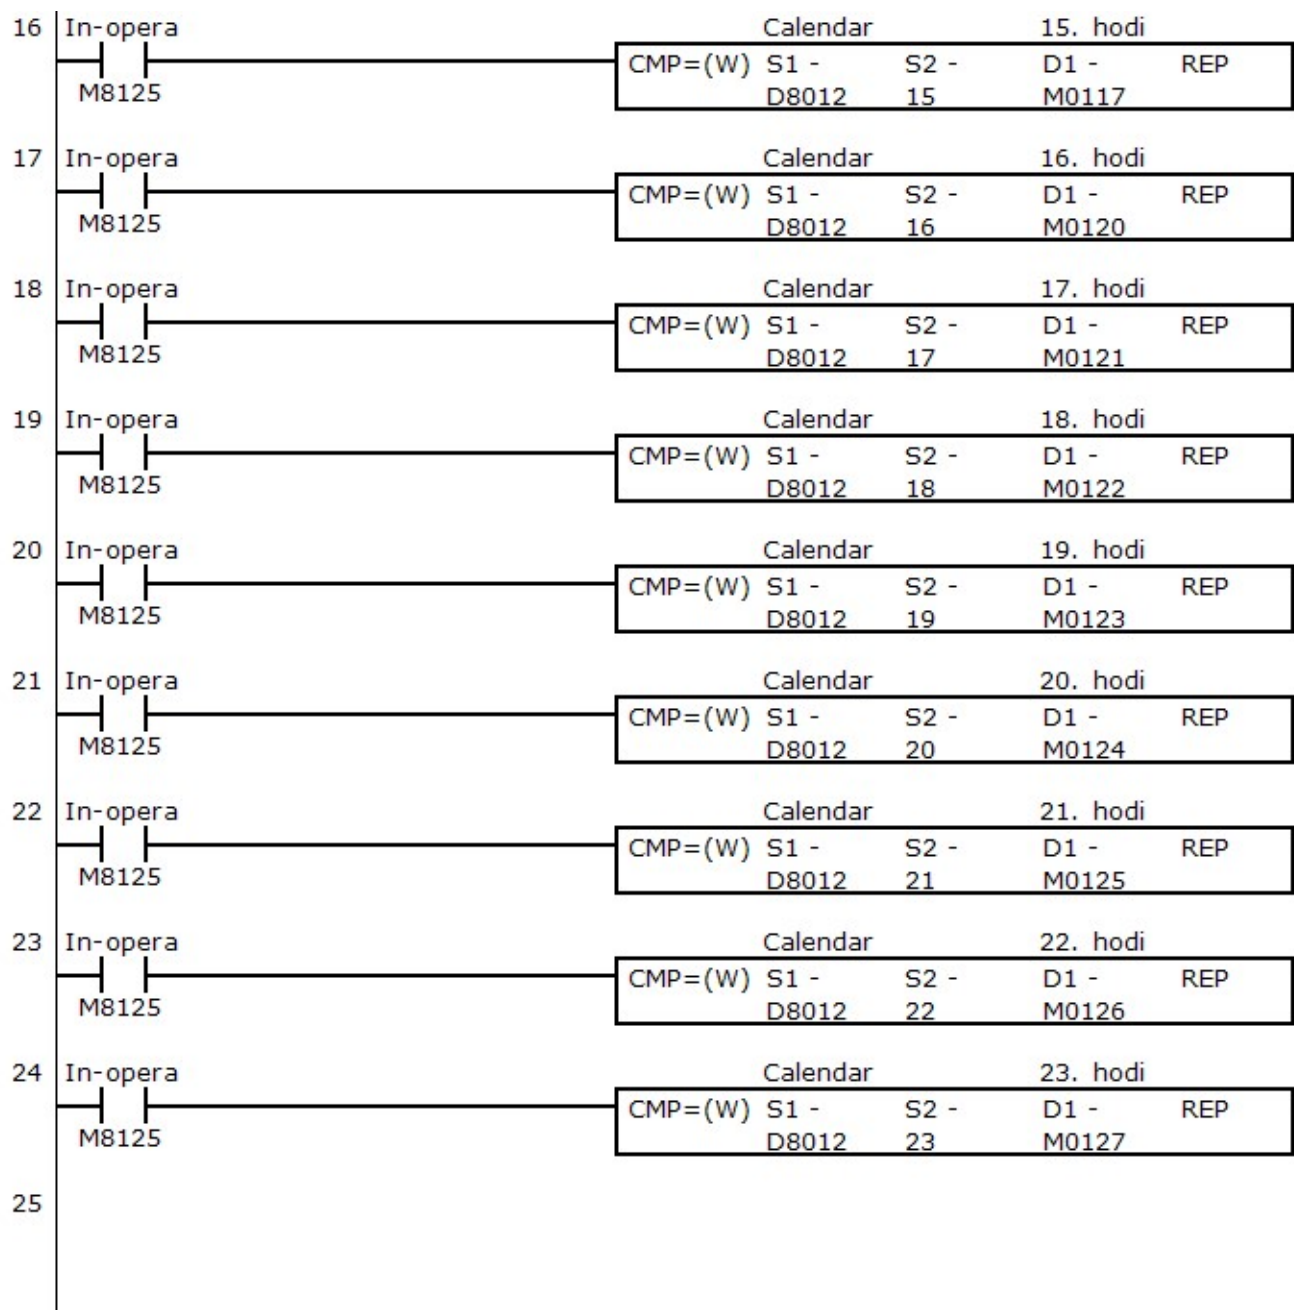 16 In-opera Calendar 15. hodi
CMP=(W) S1 - S2 - D1 - REP
M8125 D8012 15 M0117
17 In-opera Calendar 16. hodi
CMP=(W) S1 - S2 - D1 - REP
M8125 D8012 16 M0120
18 In-opera Calendar 17. hodi
CMP=(W) S1 - S2 - D1 - REP
M8125 D8012 17 M0121
19 In-opera Calendar 18. hodi
CMP=(W) S1 - S2 - D1 - REP
M8125 D8012 18 M0122
20 In-opera Calendar 19. hodi
CMP=(W) S1 - S2 - D1 - REP
M8125 D8012 19 M0123
21 In-opera Calendar 20. hodi
CMP=(W) S1 - S2 - D1 - REP
M8125 D8012 20 M0124
22 In-opera Calendar 21. hodi
CMP=(W) S1 - S2 - D1 - REP
M8125 D8012 21 M0125
23 In-opera Calendar 22. hodi
CMP=(W) S1 - S2 - D1 - REP
M8125 D8012 22 M0126
24 In-opera Calendar 23. hodi
CMP=(W) S1 - S2 - D1 - REP
M8125 D8012 23 M0127
25